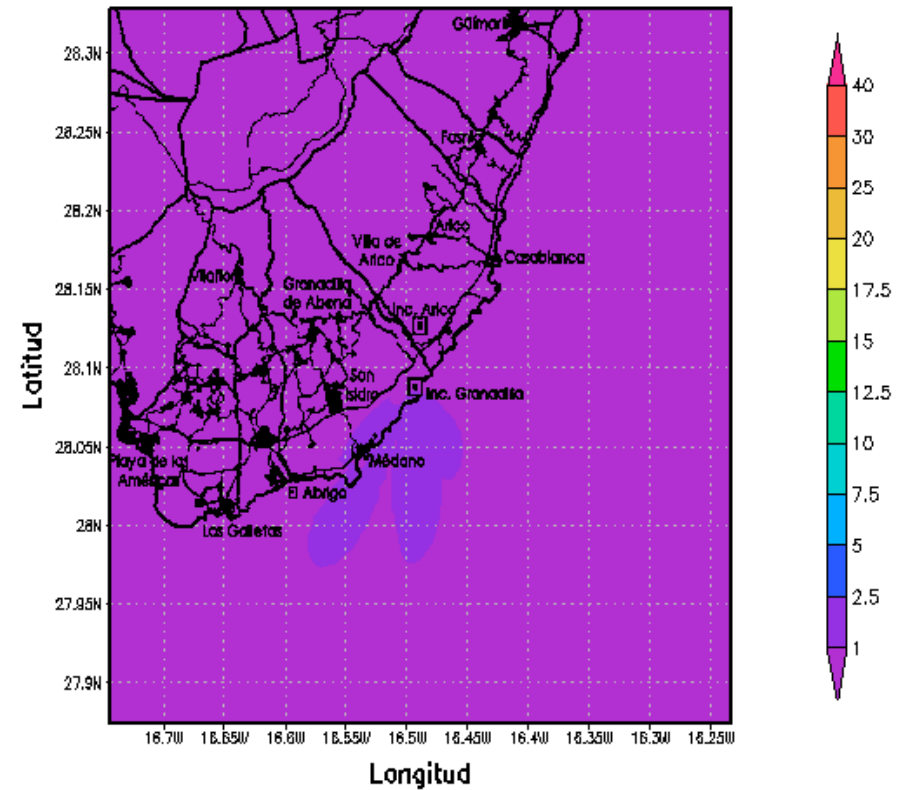 28.3N
28.25N
28.2N
28.15N
28.1N
28.05N
28N
27.95N
27.9N
Latitud
Güímar
Fasnia
Arico
Villa de
Arico
Casablanca
Vilaflor
Granadilla
de Abona
Inc. Arico
San
Isidro
Inc. Granadilla
Playa de las
Américas
Médano
El Abrigo
Las Galletas
16.7W 16.65W 16.6W 16.55W 16.5W 16.45W 16.4W 16.35W 16.3W 16.25W
Longitud
40
30
25
20
17.5
15
12.5
10
7.5
5
2.5
1